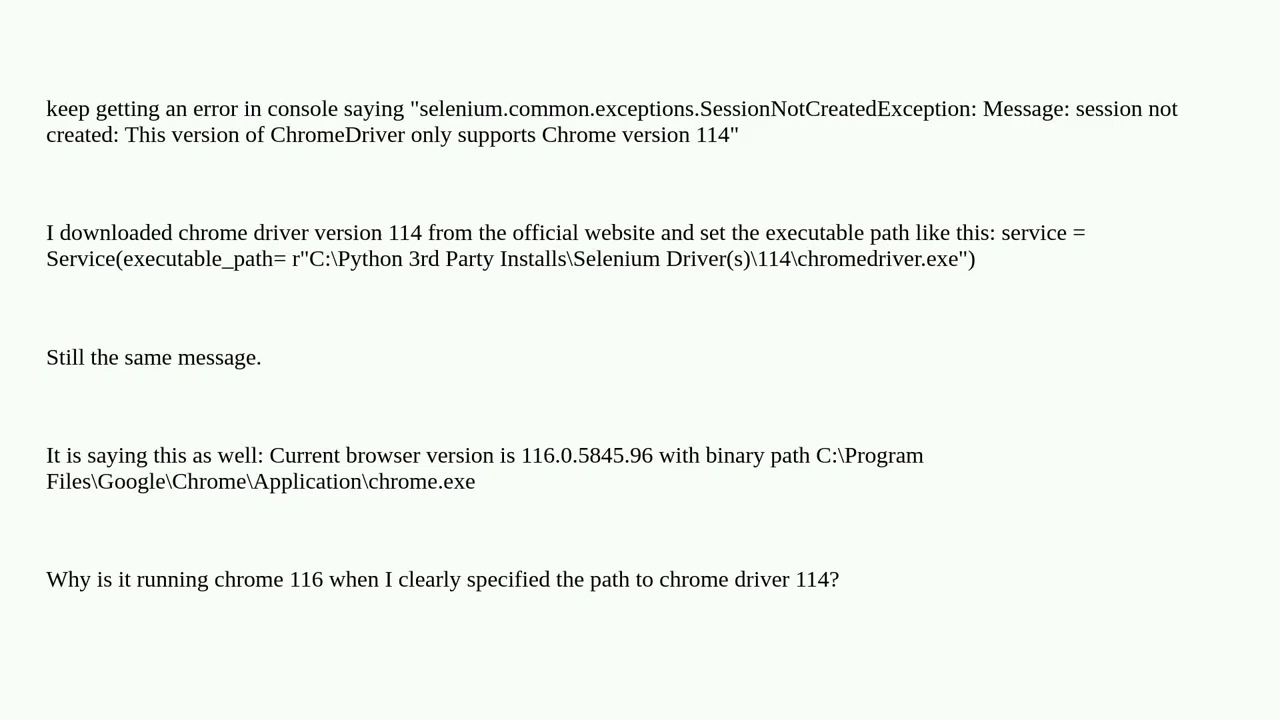 keep getting an error in console saying "selenium.common.exceptions.SessionNotCreatedException: Message: session not
created: This version of ChromeDriver only supports Chrome version 114"
I downloaded chrome driver version 114 from the official website and set the executable path like this: service =
Service(executable_path= r"C:\Python 3rd Party Installs\Selenium Driver(s)\114\chromedriver.exe")
Still the same message.
It is saying this as well: Current browser version is 116.0.5845.96 with binary path C:\Program
Files\Google\Chrome\Application\chrome.exe
Why is it running chrome 116 when I clearly specified the path to chrome driver 114?